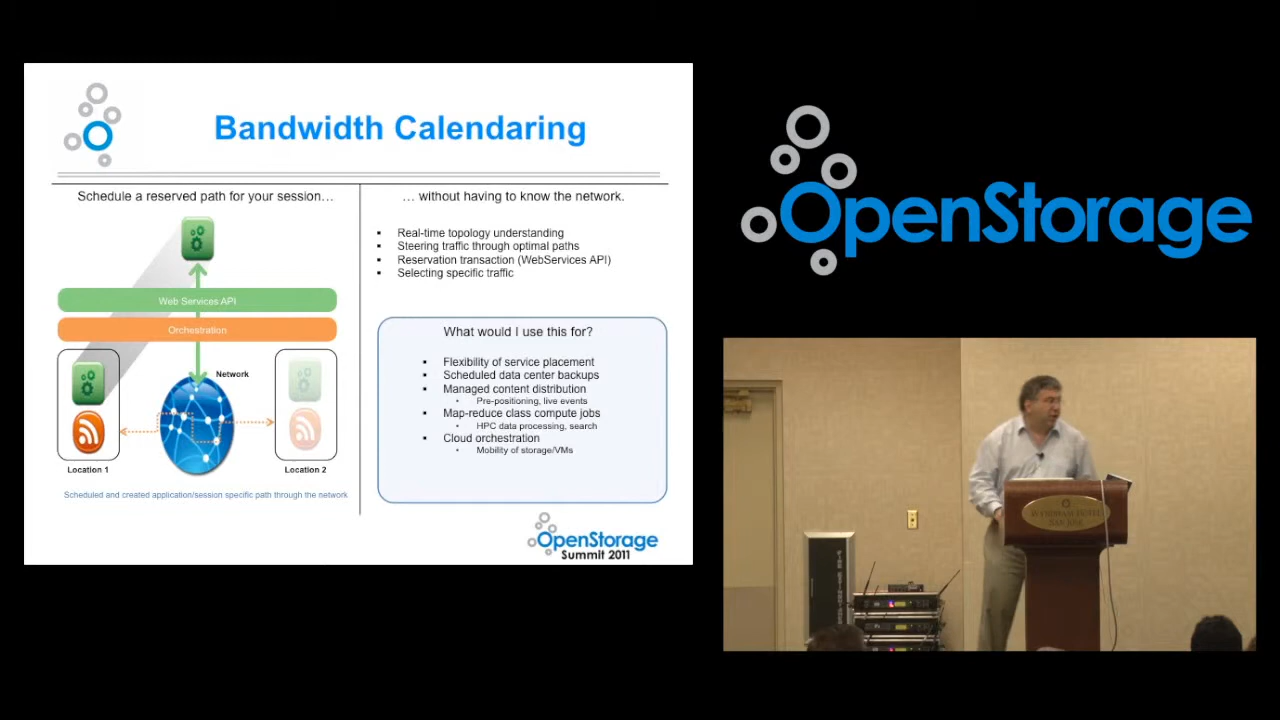 Bandwidth Calendaring
Schedule a reserved path for your session…
Web Services API
Orchestration
Network
Location 1
Location 2
Scheduled and created application/session specific path through the network
… without having to know the network.
Real-time topology understanding
Steering traffic through optimal paths
Reservation transaction (WebServices API)
Selecting specific traffic
What would I use this for?
Flexibility of service placement
Scheduled data center backups
Managed content distribution
Pre-positioning, live events
Map-reduce class compute jobs
HPC data processing, search
Cloud orchestration
Mobility of storage/VMs
OpenStorage
Summit 2011
OpenStorage
WYNDHAM HOTEL
SAN JOSE